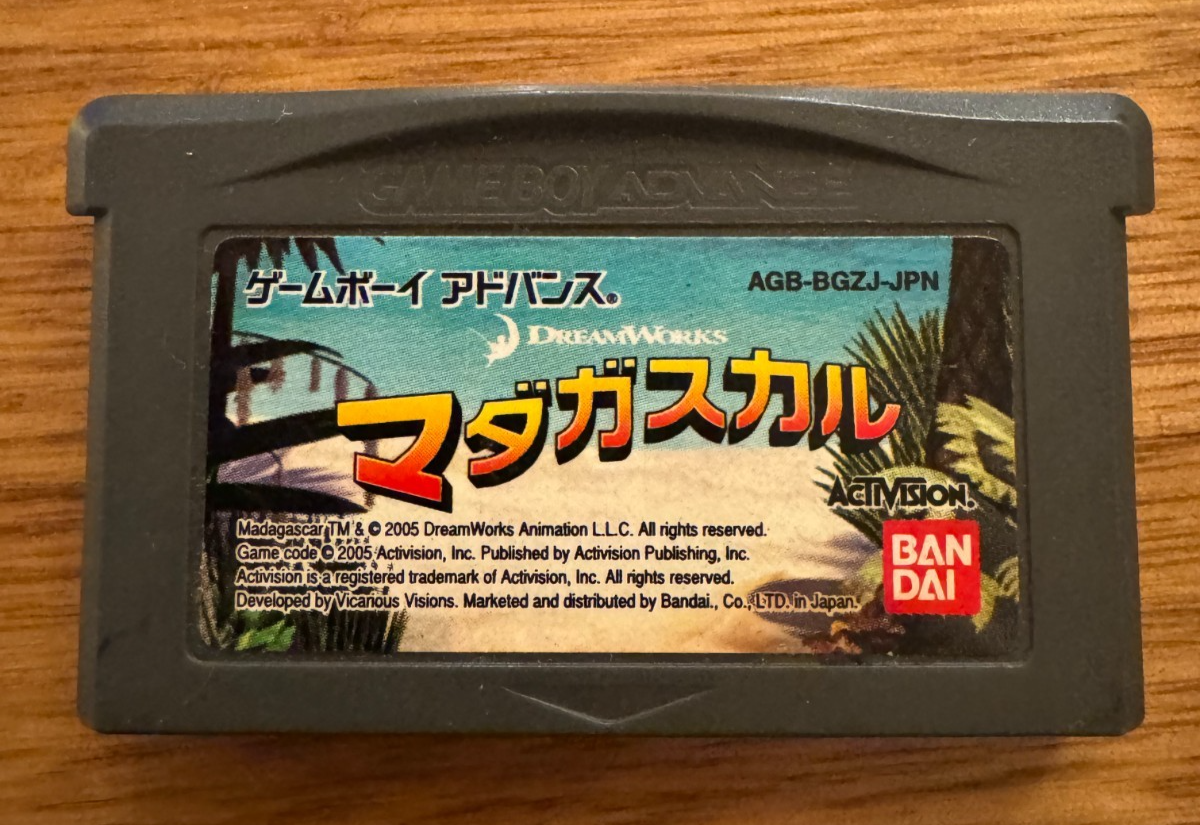 GAME BOY ADVANCE
ゲームボーイ アドバンス®
AGB-BGZJ-JPN
DREAMWORKS
マダガスカル
ACTIVISION.
Madagascar TM & © 2005 DreamWorks Animation L.L.C. All rights reserved.
Game code © 2005 Activision, Inc. Published by Activision Publishing, Inc.
Activision is a registered trademark of Activision, Inc. All rights reserved.
Developed by Vicarious Visions. Marketed and distributed by Bandai., Co., LTD. in Japan.
BAN
DAI